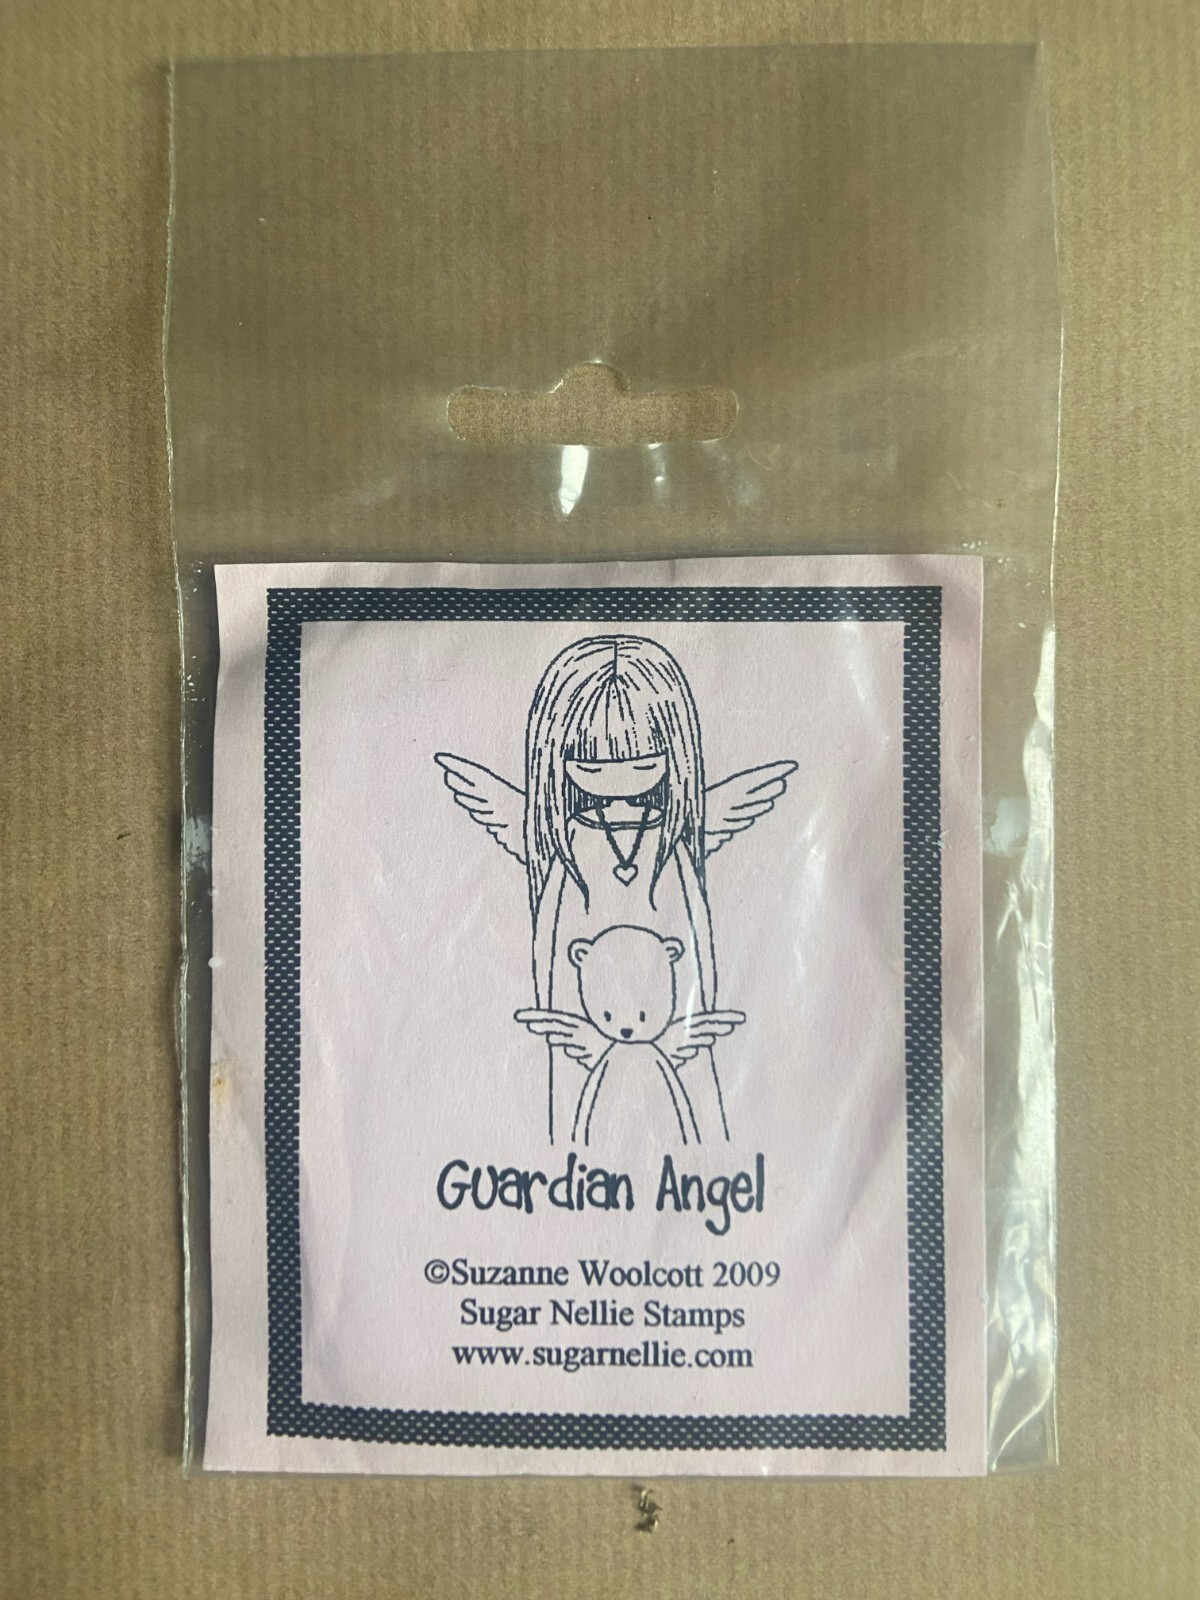 Guardian Angel
©Suzanne Woolcott 2009
Sugar Nellie Stamps
www.sugarnellie.com